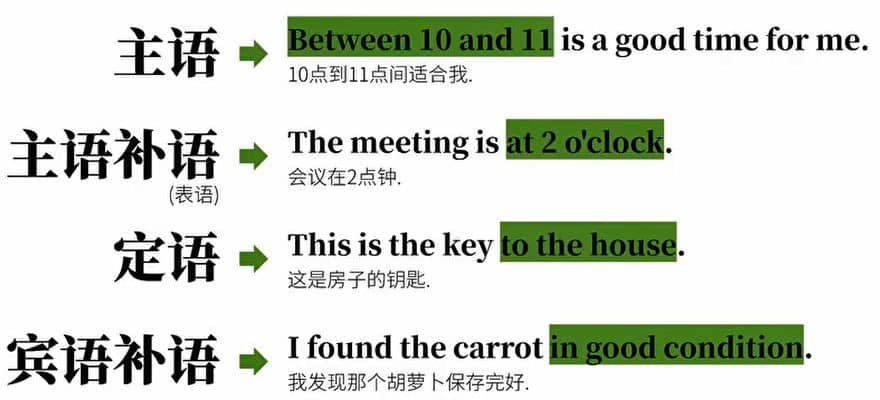 主语 Between 10 and 11 is a good time for me.
10点到11点间适合我.
主语补语 The meeting is at 2 o'clock.
(表语) 会议在2点钟.
定语 This is the key to the house.
这是房子的钥匙.
宾语补语 I found the carrot in good condition.
我发现那个胡萝卜保存完好.